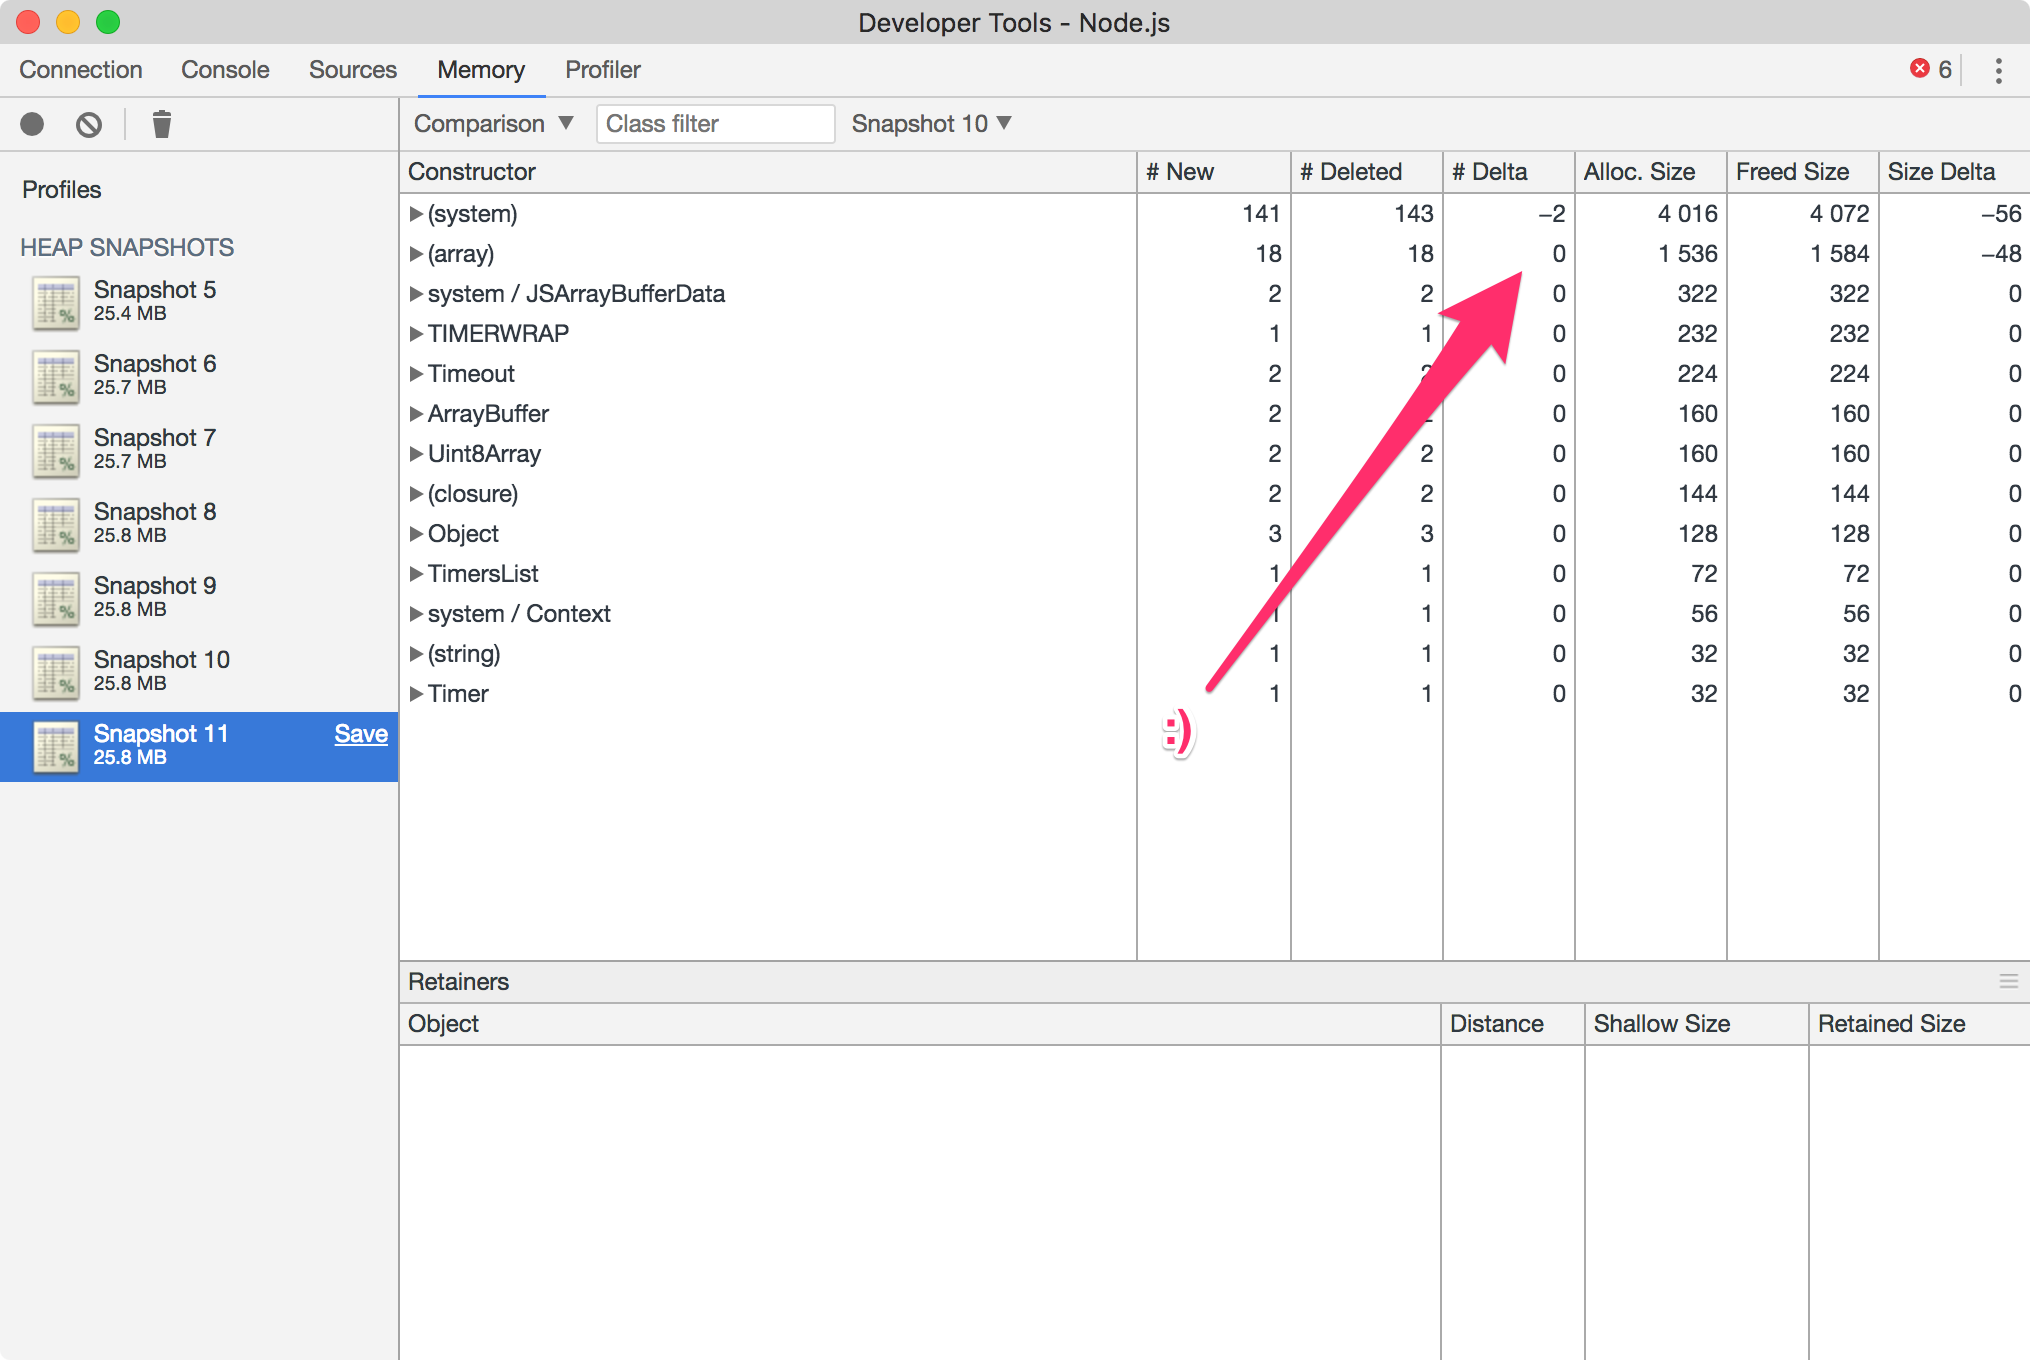 Developer Tools - Node.js
Connection Console Sources Memory Profiler 6
Comparison ▼ Class filter Snapshot 10 ▼
Profiles
HEAP SNAPSHOTS
Snapshot 5
25.4 MB
Snapshot 6
25.7 MB
Snapshot 7
25.7 MB
Snapshot 8
25.8 MB
Snapshot 9
25.8 MB
Snapshot 10
25.8 MB
Snapshot 11 Save
25.8 MB
Constructor # New # Deleted # Delta Alloc. Size Freed Size Size Delta
(system) 141 143 −2 4 016 4 072 −56
(array) 18 18 0 1 536 1 584 −48
system / JSArrayBufferData 2 2 0 322 322 0
TIMERWRAP 1 1 0 232 232 0
Timeout 2 2 0 224 224 0
ArrayBuffer 2 2 0 160 160 0
Uint8Array 2 2 0 160 160 0
(closure) 2 2 0 144 144 0
Object 3 3 0 128 128 0
TimersList 1 1 0 72 72 0
system / Context 1 1 0 56 56 0
(string) 1 1 0 32 32 0
Timer 1 1 0 32 32 0
:)
Retainers
Object Distance Shallow Size Retained Size